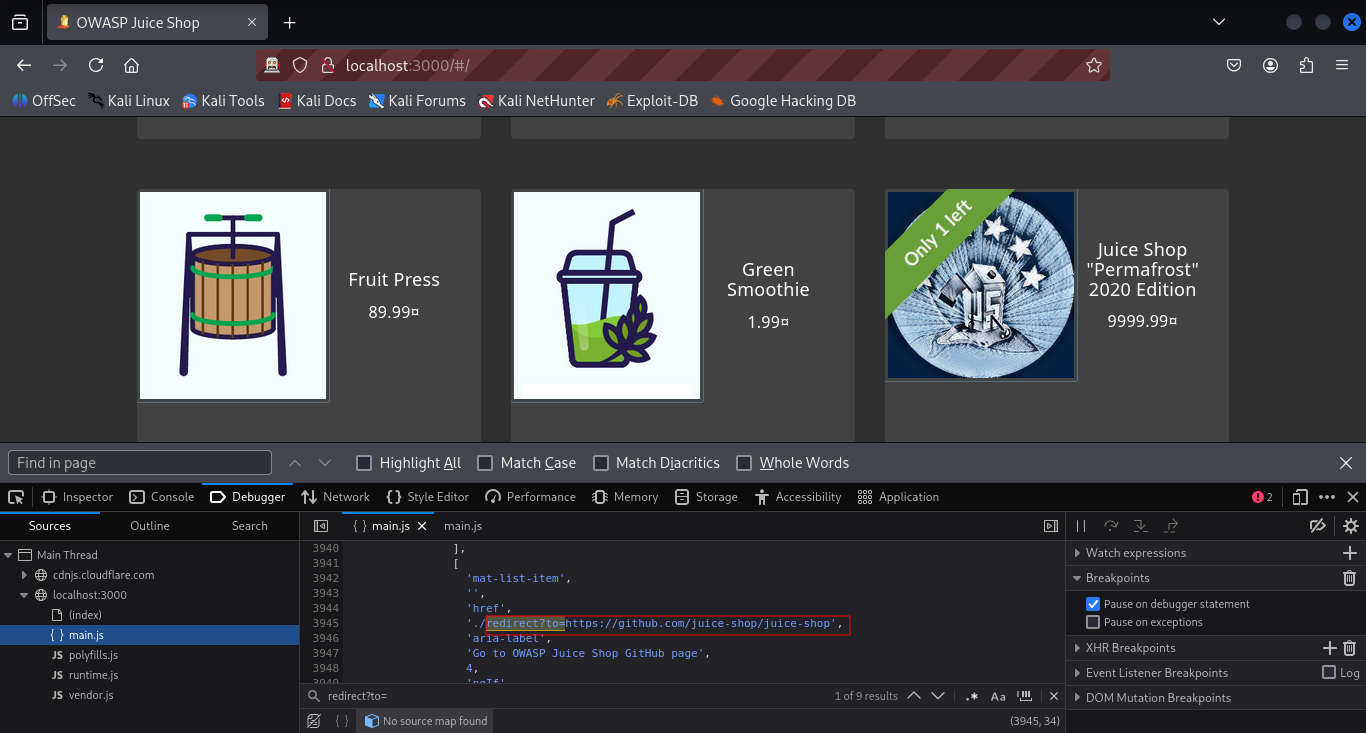 OWASP Juice Shop
localhost:3000/#/
OffSec Kali Linux Kali Tools Kali Docs Kali Forums Kali NetHunter Exploit-DB Google Hacking DB
Fruit Press
89.99¤
Green
Smoothie
1.99¤
Only 1 left
Juice Shop
"Permafrost"
2020 Edition
9999.99¤
Find in page Highlight All Match Case Match Diacritics Whole Words
Inspector Console Debugger Network Style Editor Performance Memory Storage Accessibility Application 2
Sources Outline Search
Main Thread
cdnjs.cloudflare.com
localhost:3000
(index)
{ } main.js
JS polyfills.js
JS runtime.js
JS vendor.js
{ } main.js main.js
3940 ],
3941 [
3942 'mat-list-item',
3943 '',
3944 'href',
3945 './redirect?to=https://github.com/juice-shop/juice-shop',
3946 'aria-label',
3947 'Go to OWASP Juice Shop GitHub page',
3948 4,
3949 'ngIf',
redirect?to= 1 of 9 results .* Aa
{ } No source map found (3945, 34)
Watch expressions
Breakpoints
Pause on debugger statement
Pause on exceptions
XHR Breakpoints
Event Listener Breakpoints Log
DOM Mutation Breakpoints